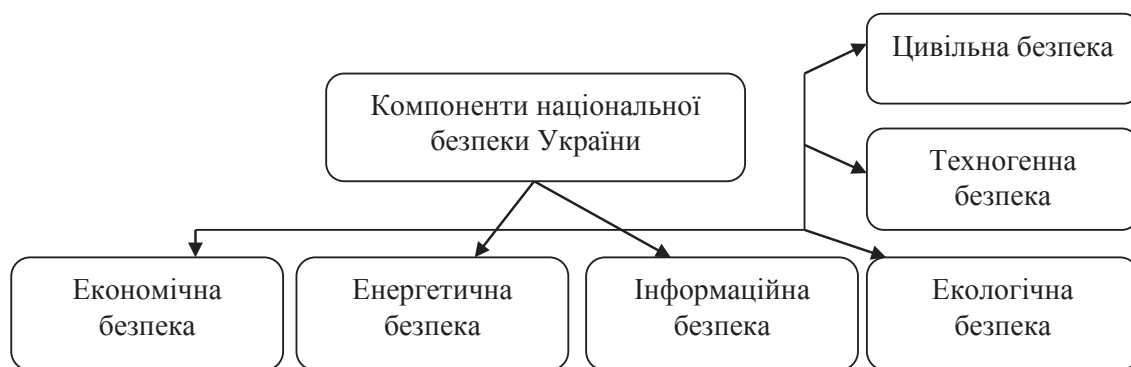 Цивільна безпека
Компоненти національної
безпеки України
Техногенна
безпека
Економічна
безпека
Енергетична
безпека
Інформаційна
безпека
Екологічна
безпека